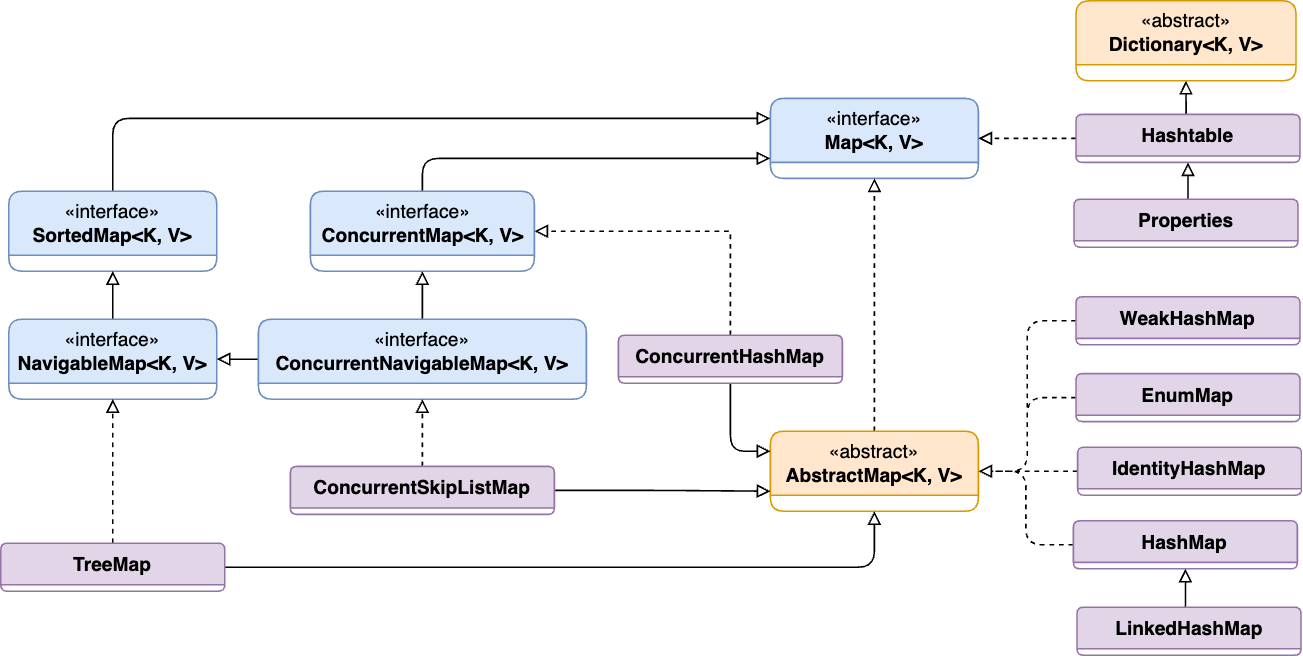 «abstract»
Dictionary<K, V>
«interface»
Map<K, V>
Hashtable
«interface»
SortedMap<K, V>
«interface»
ConcurrentMap<K, V>
Properties
«interface»
NavigableMap<K, V>
«interface»
ConcurrentNavigableMap<K, V>
ConcurrentHashMap
WeakHashMap
EnumMap
«abstract»
AbstractMap<K, V>
IdentityHashMap
ConcurrentSkipListMap
HashMap
TreeMap
LinkedHashMap